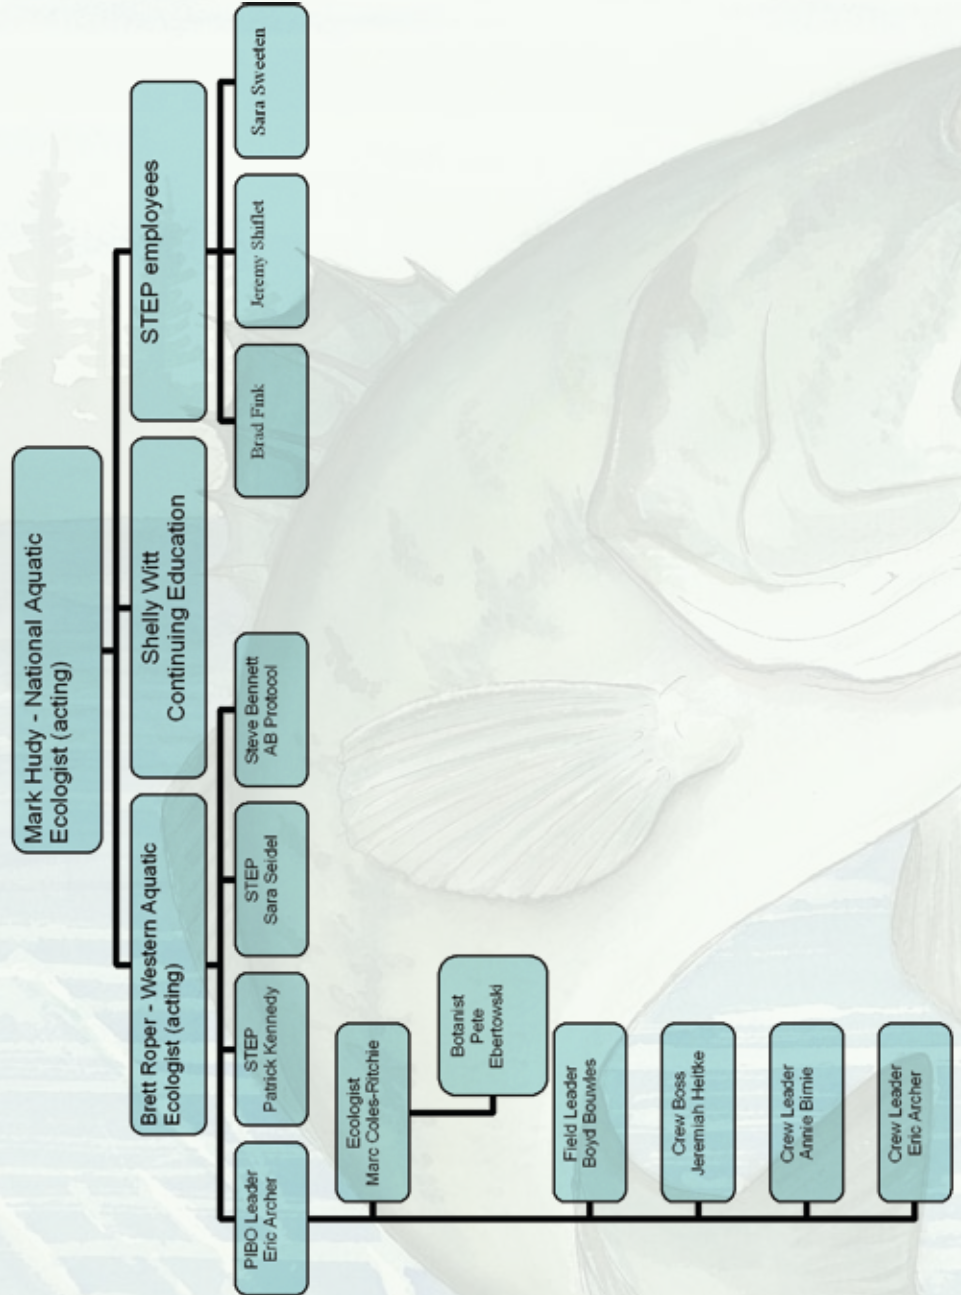 Mark Hudy - National Aquatic
Ecologist (acting)
Brett Roper - Western Aquatic
Ecologist (acting)
Shelly Witt
Continuing Education
STEP employees
PIBO Leader
Eric Archer
STEP
Patrick Kennedy
STEP
Sara Seidel
Steve Bennett
AB Protocol
Brad Fink
Jeremy Shiflet
Sara Sweeten
Ecologist
Marc Coles-Ritchie
Botanist
Pete
Ebertowski
Field Leader
Boyd Bouwles
Crew Boss
Jeremiah Heitke
Crew Leader
Annie Birnie
Crew Leader
Eric Archer